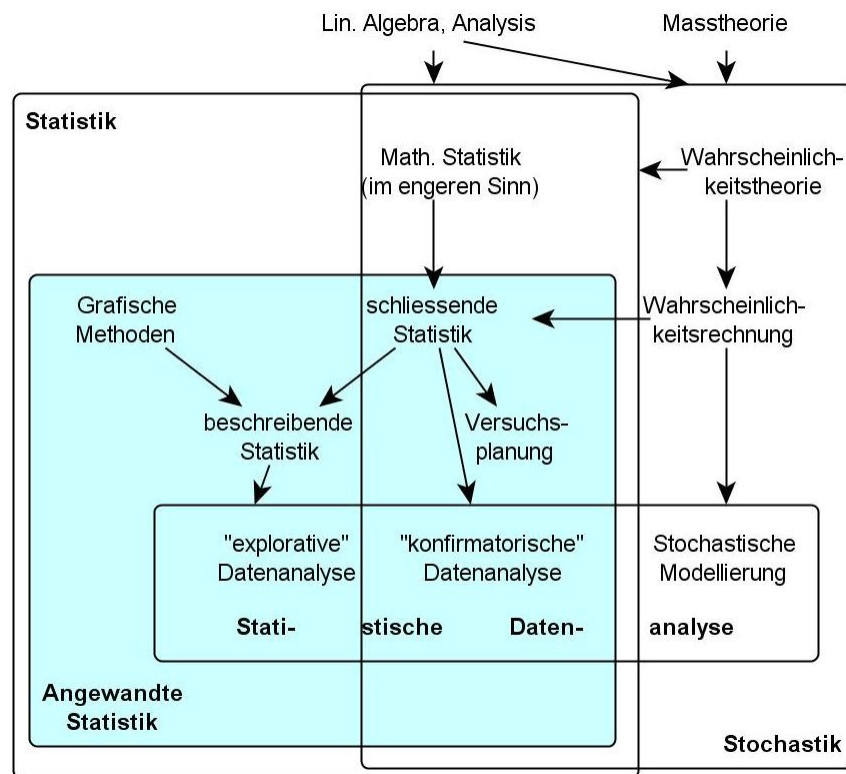 Lin. Algebra, Analysis
Masstheorie
Statistik
Math. Statistik
(im engeren Sinn)
Wahrscheinlich-
keitstheorie
Grafische
Methoden
schliessende
Statistik
Wahrscheinlich-
keitsrechnung
beschreibende
Statistik
Versuchs-
planung
"explorative"
Datenanalyse
"konfirmatorische"
Datenanalyse
Stochastische
Modellierung
Stati- stische Daten- analyse
Angewandte
Statistik
Stochastik